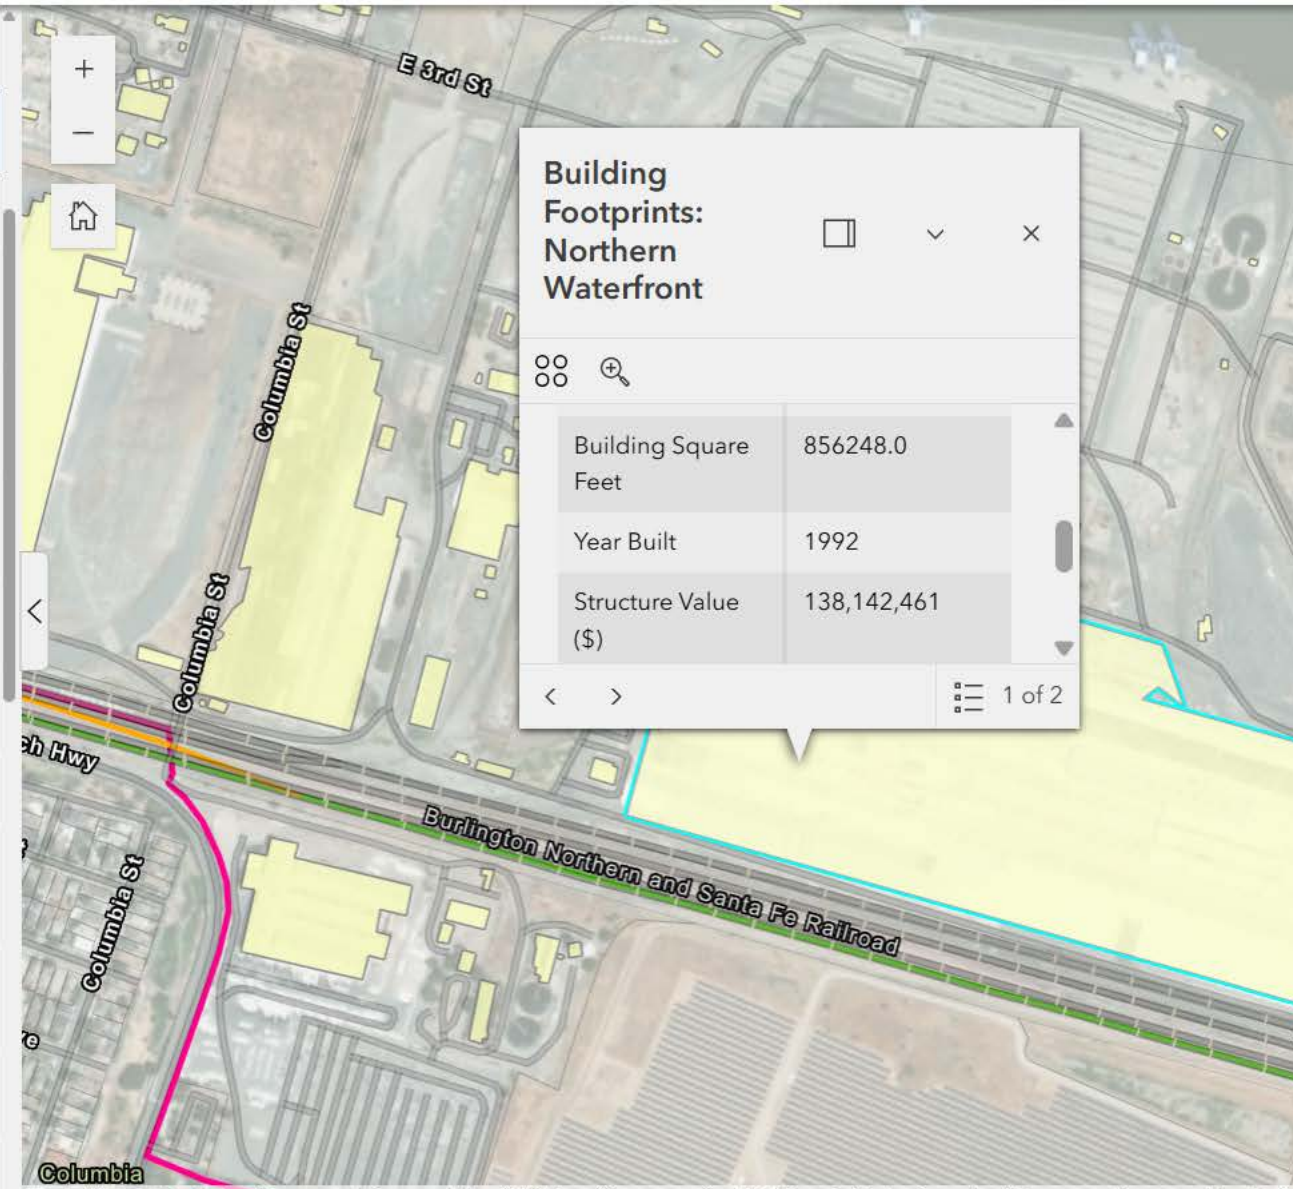 E 3rd St
+
−
Building
Footprints:
Northern
Waterfront
Columbia St
Building Square
Feet
856248.0
Year Built
1992
Structure Value
($)
138,142,461
Columbia St
1 of 2
ch Hwy
Burlington Northern and Santa Fe Railroad
Columbia St
ve
Columbia